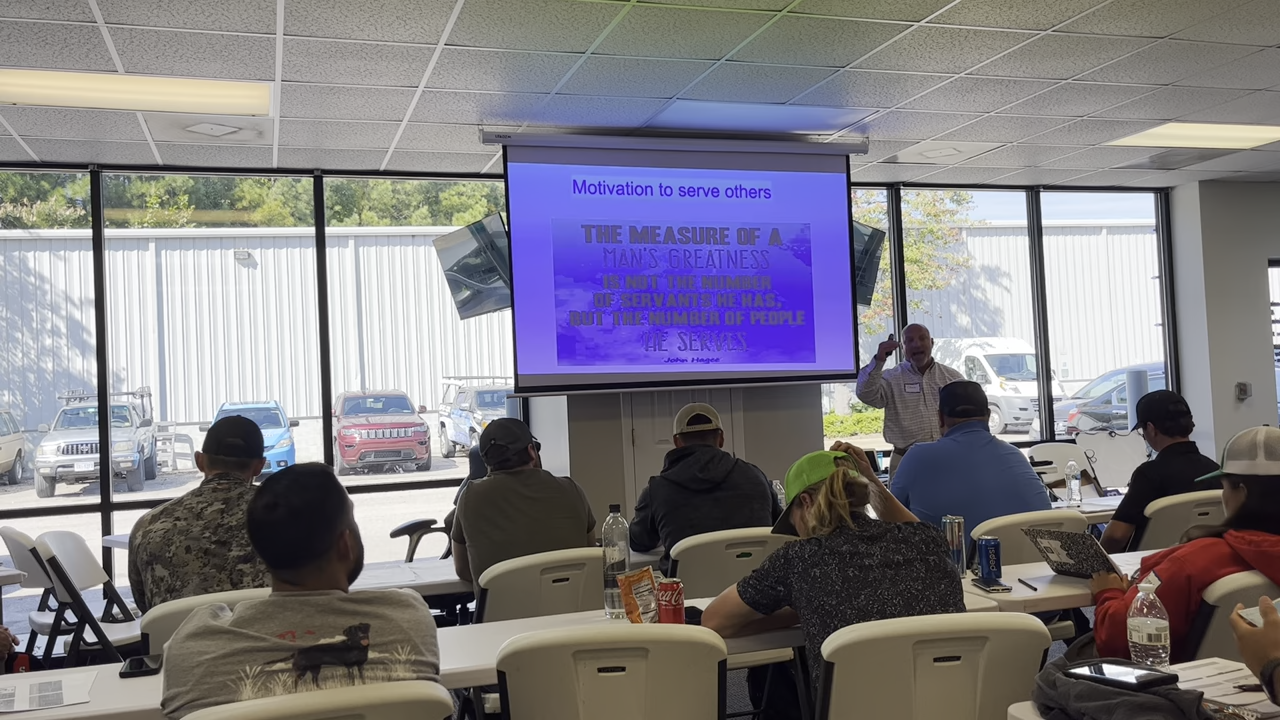 Motivation to serve others
THE MEASURE OF A
MAN'S GREATNESS
IS NOT THE NUMBER
OF SERVANTS HE HAS,
BUT THE NUMBER OF PEOPLE
HE SERVES
John Hagee
Coca